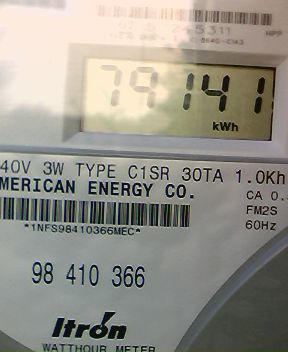 HPP
79141
kWh
40V 3W TYPE C1SR 30TA 1.0Kh
MERICAN ENERGY CO.
CA 0.
FM2S
*1NFS98410366MEC*
60Hz
98 410 366
Itron
WATTHOUR METER